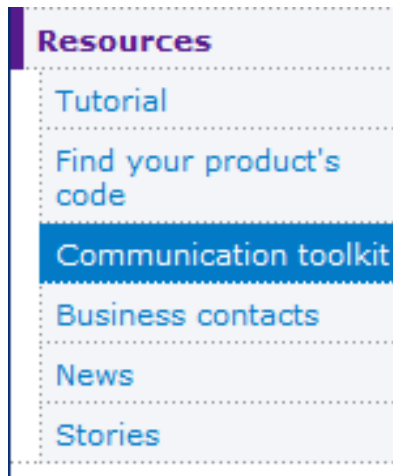 Resources
Tutorial
Find your product's
code
Communication toolkit
Business contacts
News
Stories